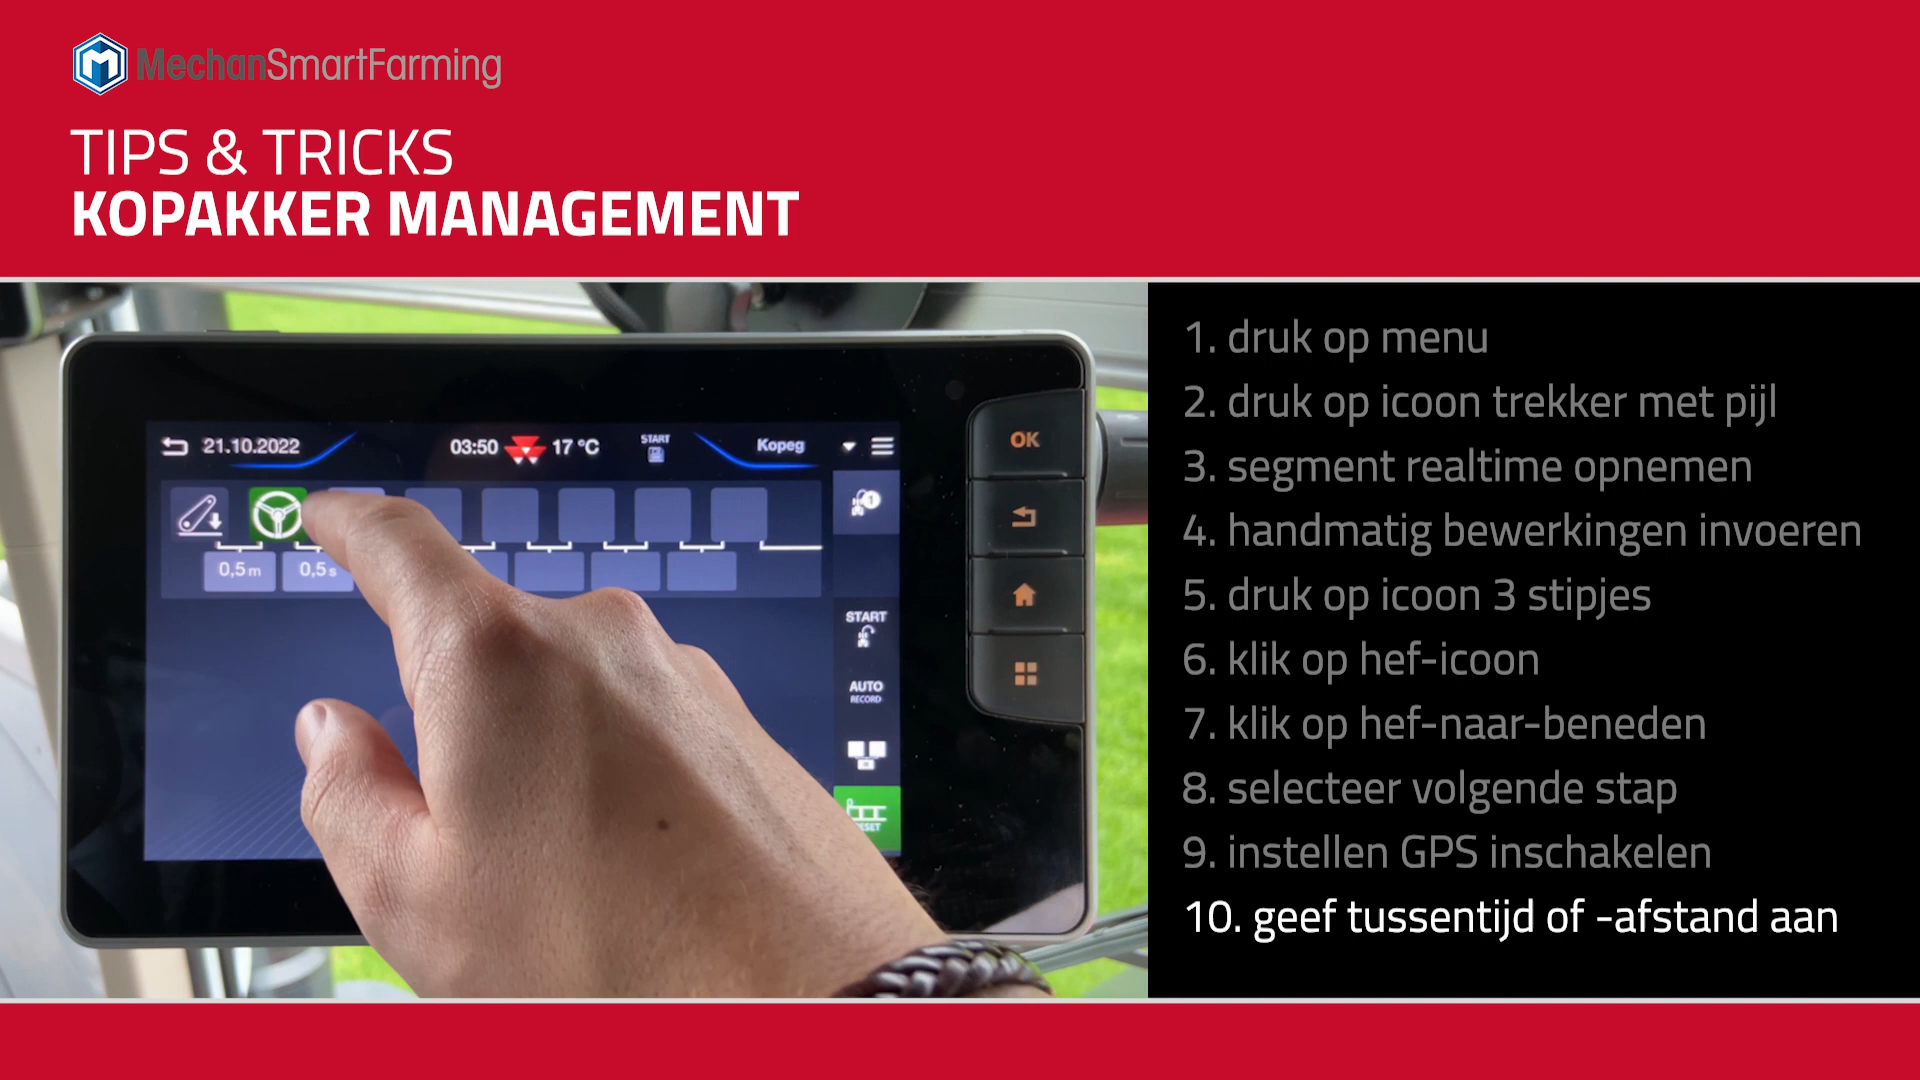 MechanSmartFarming
TIPS & TRICKS
KOPAKKER MANAGEMENT
21.10.2022
03:50
17 °C
START
Kopeg
1
0,5 m
0,5 s
START
AUTO
RECORD
OK
1. druk op menu
2. druk op icoon trekker met pijl
3. segment realtime opnemen
4. handmatig bewerkingen invoeren
5. druk op icoon 3 stipjes
6. klik op hef-icoon
7. klik op hef-naar-beneden
8. selecteer volgende stap
9. instellen GPS inschakelen
10. geef tussentijd of -afstand aan